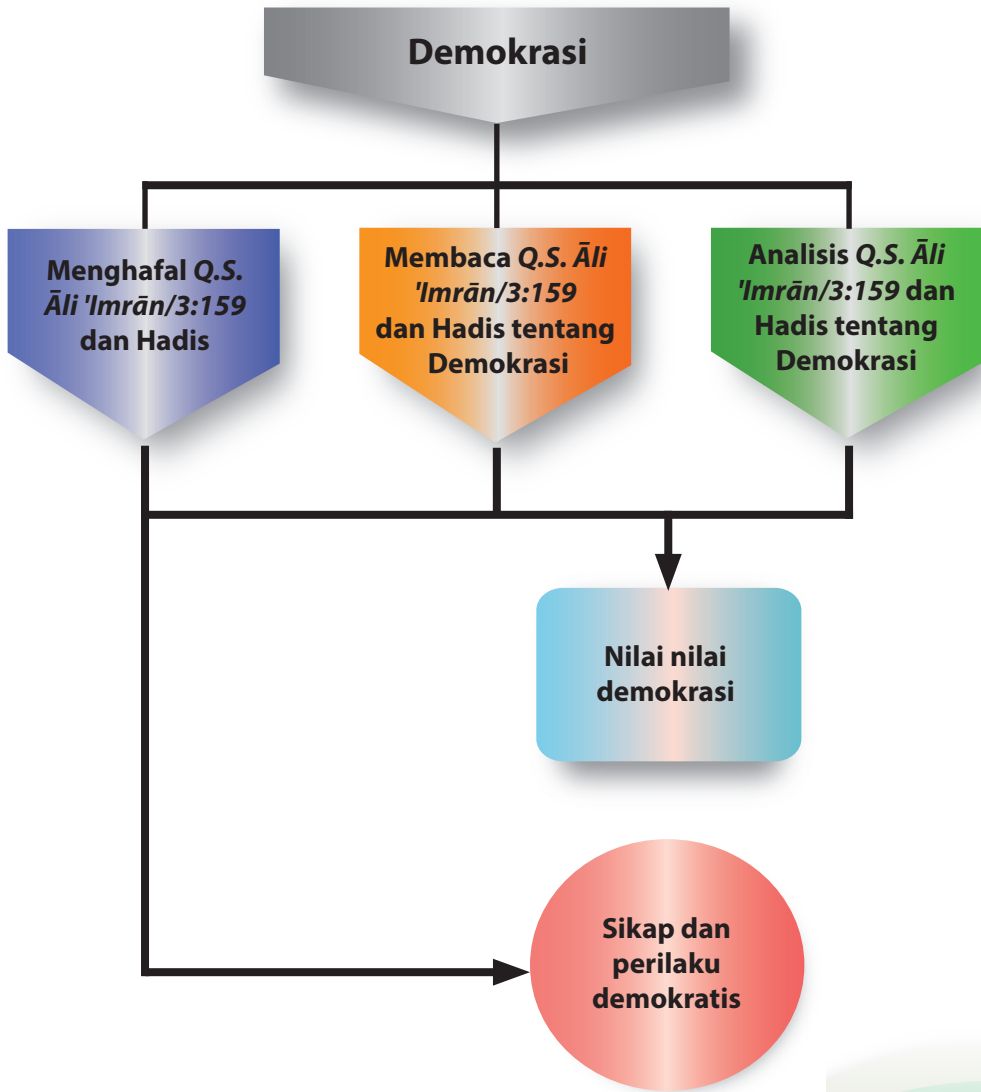 Demokrasi
Menghafal Q.S.
Āli 'Imrān/3:159
dan Hadis
Membaca Q.S. Āli
'Imrān/3:159
dan Hadis tentang
Demokrasi
Analisis Q.S. Āli
'Imrān/3:159 dan
Hadis tentang
Demokrasi
Nilai nilai
demokrasi
Sikap dan
perilaku
demokratis